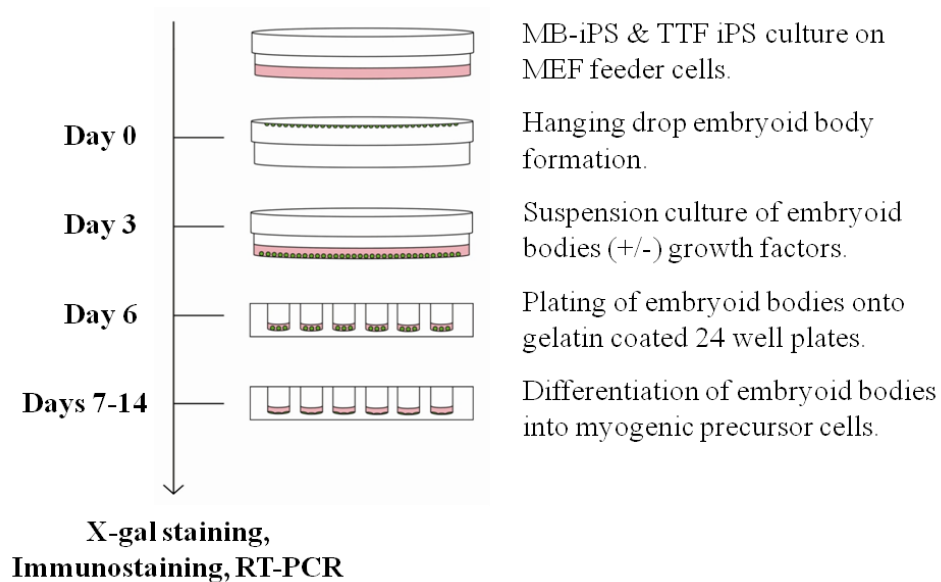 MB-iPS & TTF iPS culture on
MEF feeder cells.
Day 0
Hanging drop embryoid body
formation.
Day 3
Suspension culture of embryoid
bodies (+/-) growth factors.
Day 6
Plating of embryoid bodies onto
gelatin coated 24 well plates.
Days 7-14
Differentiation of embryoid bodies
into myogenic precursor cells.
X-gal staining,
Immunostaining, RT-PCR